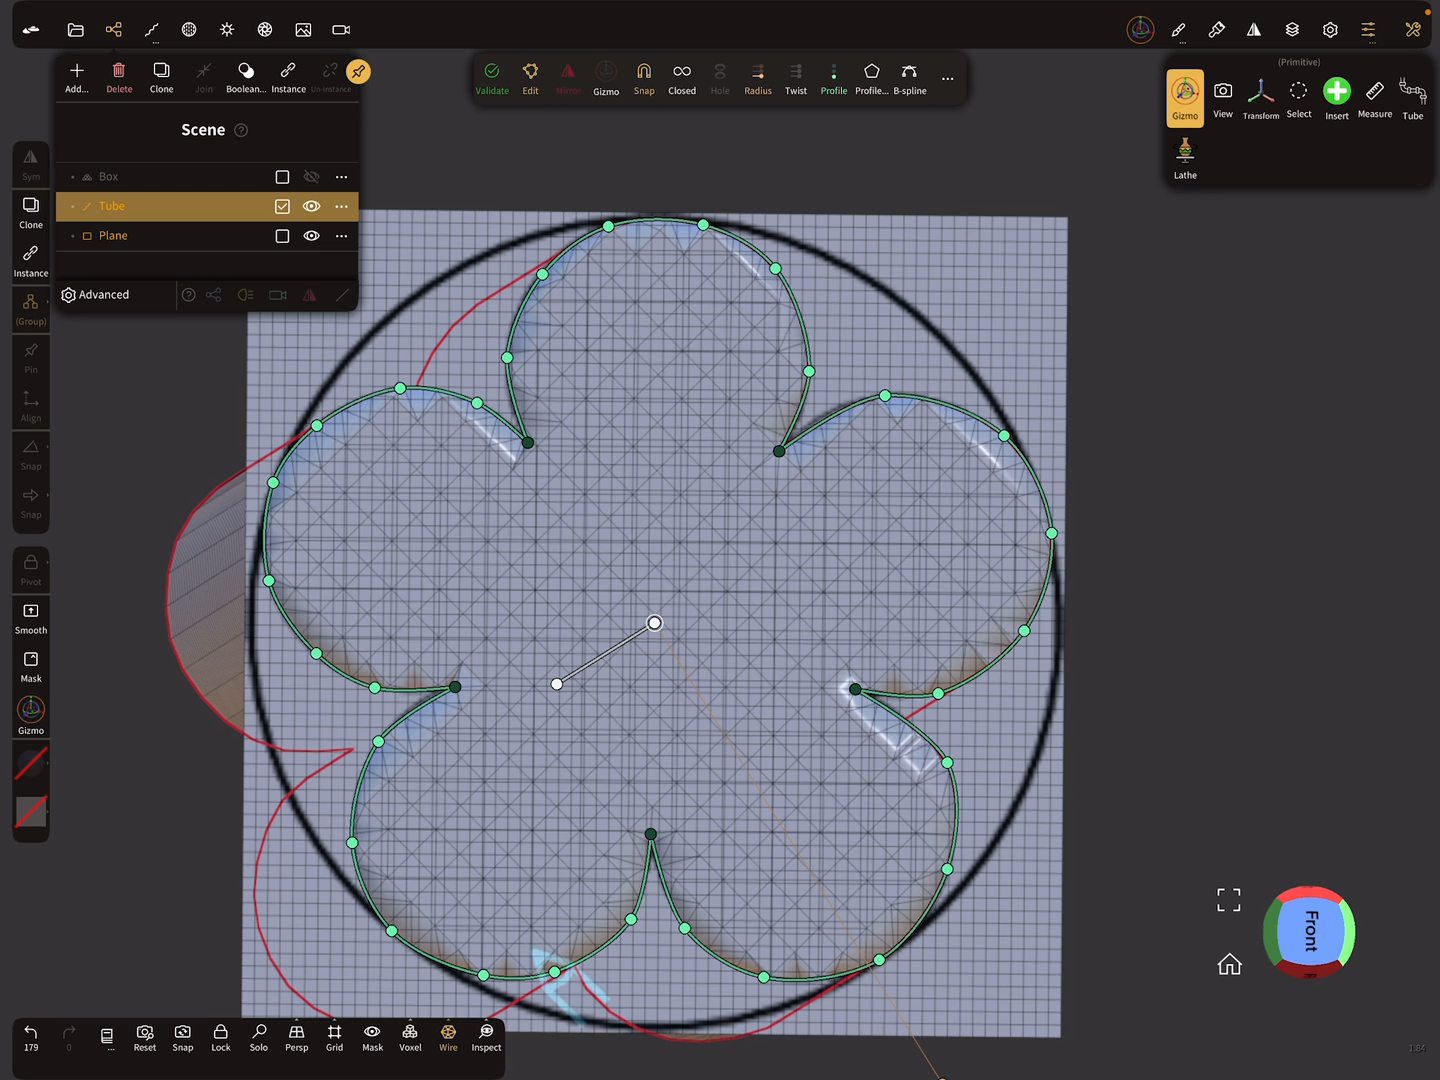 Add...
Delete
Clone
Join
Boolean...
Instance
Un-instance
Scene
Box
Tube
Plane
Advanced
Validate
Edit
Mirror
Gizmo
Snap
Closed
Hole
Radius
Twist
Profile
Profile...
B-spline
...
(Primitive)
Gizmo
View
Transform
Select
Insert
Measure
Tube
Lathe
Sym
Clone
Instance
(Group)
Pin
Align
Snap
Snap
Pivot
Smooth
Mask
Gizmo
Front
179
0
...
Reset
Snap
Lock
Solo
Persp
Grid
Mask
Voxel
Wire
Inspect
1.84